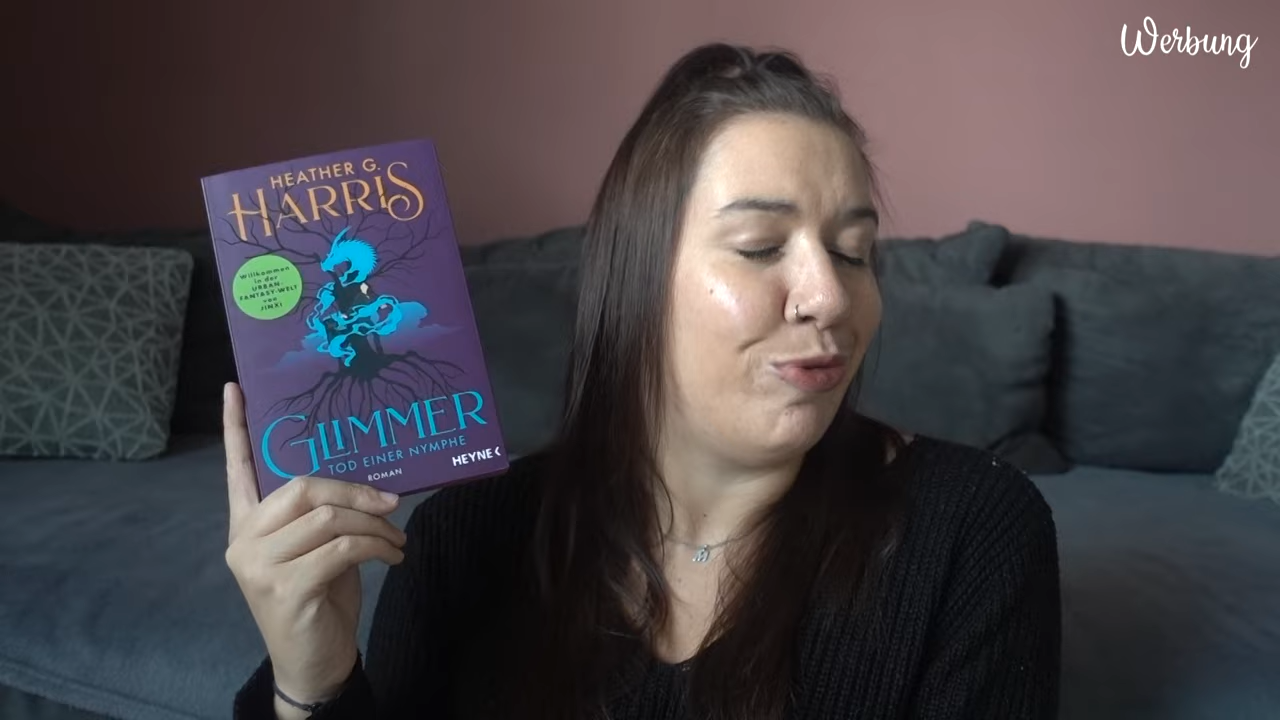 Werbung
HEATHER G.
HARRIS
Willkommen
in der
URBAN-
FANTASY-WELT
von
JINX!
GLIMMER
TOD EINER NYMPHE
ROMAN
HEYNE